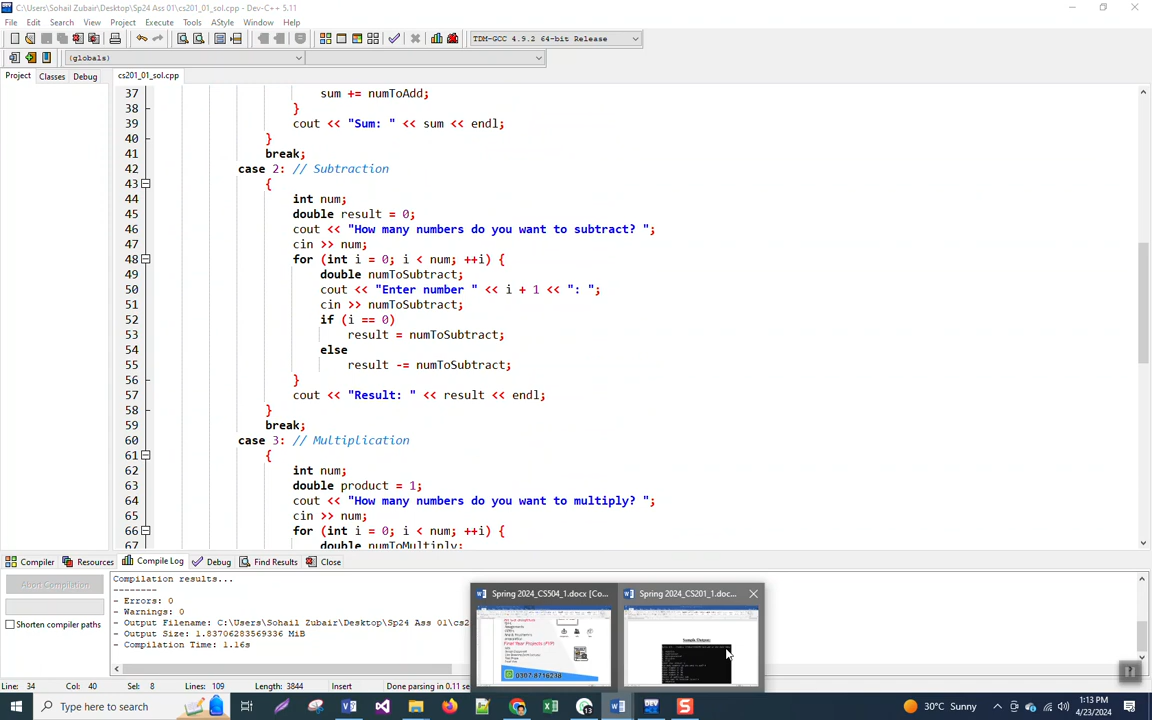 C:\Users\Sohail Zubair\Desktop\Sp24 Ass 01\cs201_01_sol.cpp - Dev-C++ 5.11
File Edit Search View Project Execute Tools AStyle Window Help
TDM-GCC 4.9.2 64-bit Release
(globals)
Project Classes Debug cs201_01_sol.cpp
37 sum += numToAdd;
38 }
39 cout << "Sum: " << sum << endl;
40 }
41 break;
42 case 2: // Subtraction
43 {
44 int num;
45 double result = 0;
46 cout << "How many numbers do you want to subtract? ";
47 cin >> num;
48 for (int i = 0; i < num; ++i) {
49 double numToSubtract;
50 cout << "Enter number " << i + 1 << ": ";
51 cin >> numToSubtract;
52 if (i == 0)
53 result = numToSubtract;
54 else
55 result -= numToSubtract;
56 }
57 cout << "Result: " << result << endl;
58 }
59 break;
60 case 3: // Multiplication
61 {
62 int num;
63 double product = 1;
64 cout << "How many numbers do you want to multiply? ";
65 cin >> num;
66 for (int i = 0; i < num; ++i) {
67 double numToMultiply;
Compiler Resources Compile Log Debug Find Results Close
Abort Compilation
Shorten compiler paths
Compilation results...
--------
- Errors: 0
- Warnings: 0
- Output Filename: C:\Users\Sohail Zubair\Desktop\Sp24 Ass 01\cs2
- Output Size: 1.83706283569336 MiB
- Compilation Time: 1.16s
Spring 2024_CS504_1.docx [Co...
Spring 2024_CS201_1.doc...
Final Year Projects (FYP)
0307-8716238
Sample Output:
Line: 34 Col: 40 Sel: 8 Lines: 109 Length: 3844 Insert Done parsing in 0.11 se
Type here to search
13
30°C Sunny
1:13 PM
4/23/2024